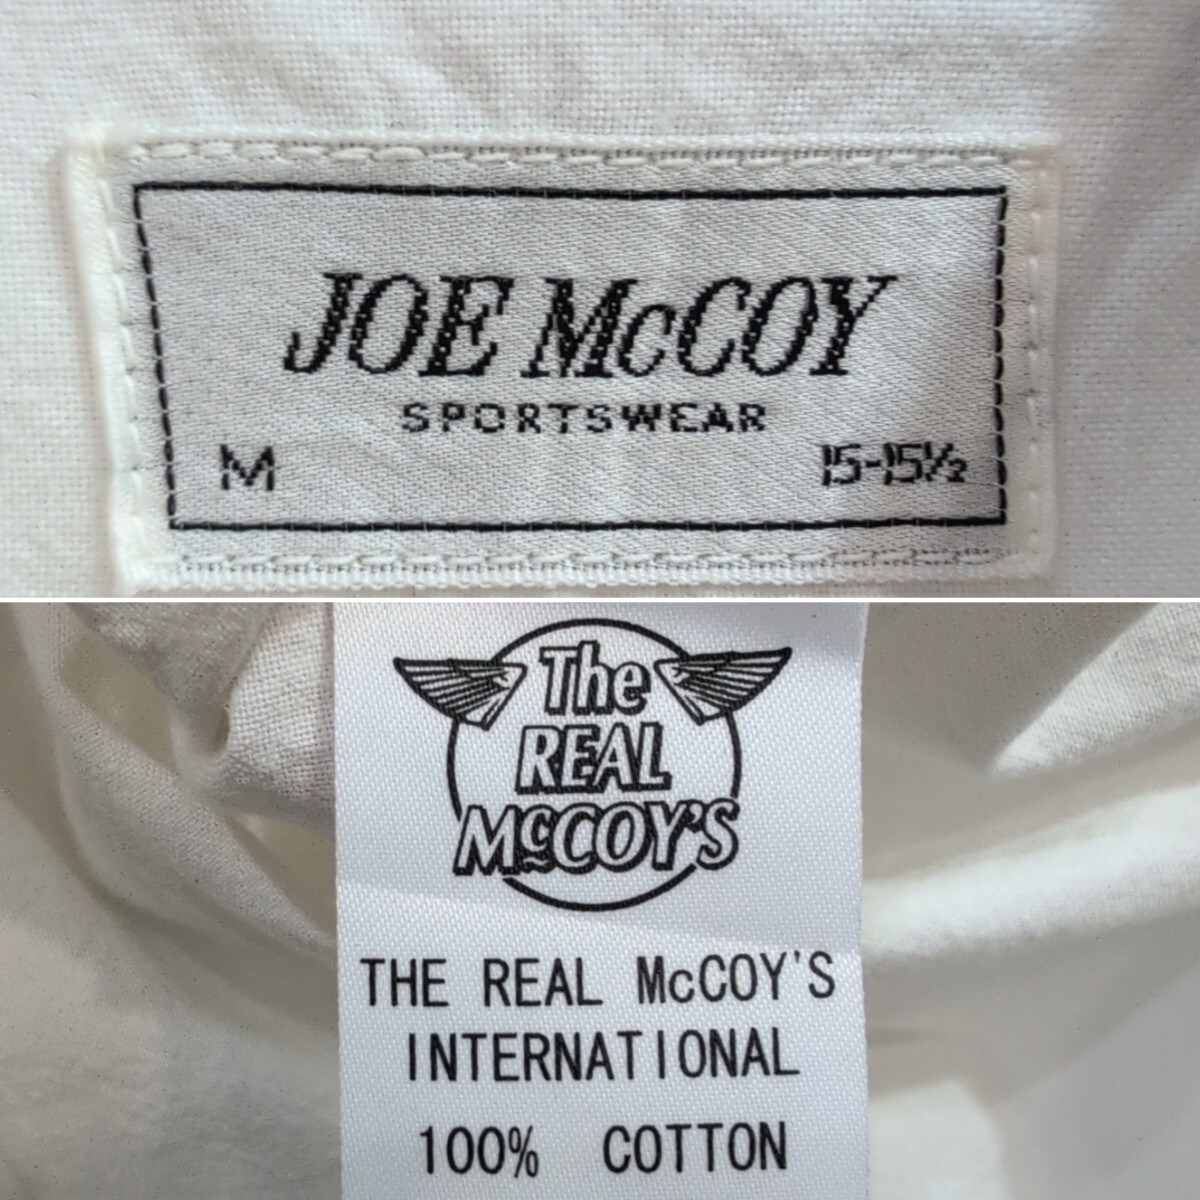 JOE McCOY
SPORTSWEAR
M 15-15½
The
REAL
McCOY'S
THE REAL McCOY'S
INTERNATIONAL
100% COTTON